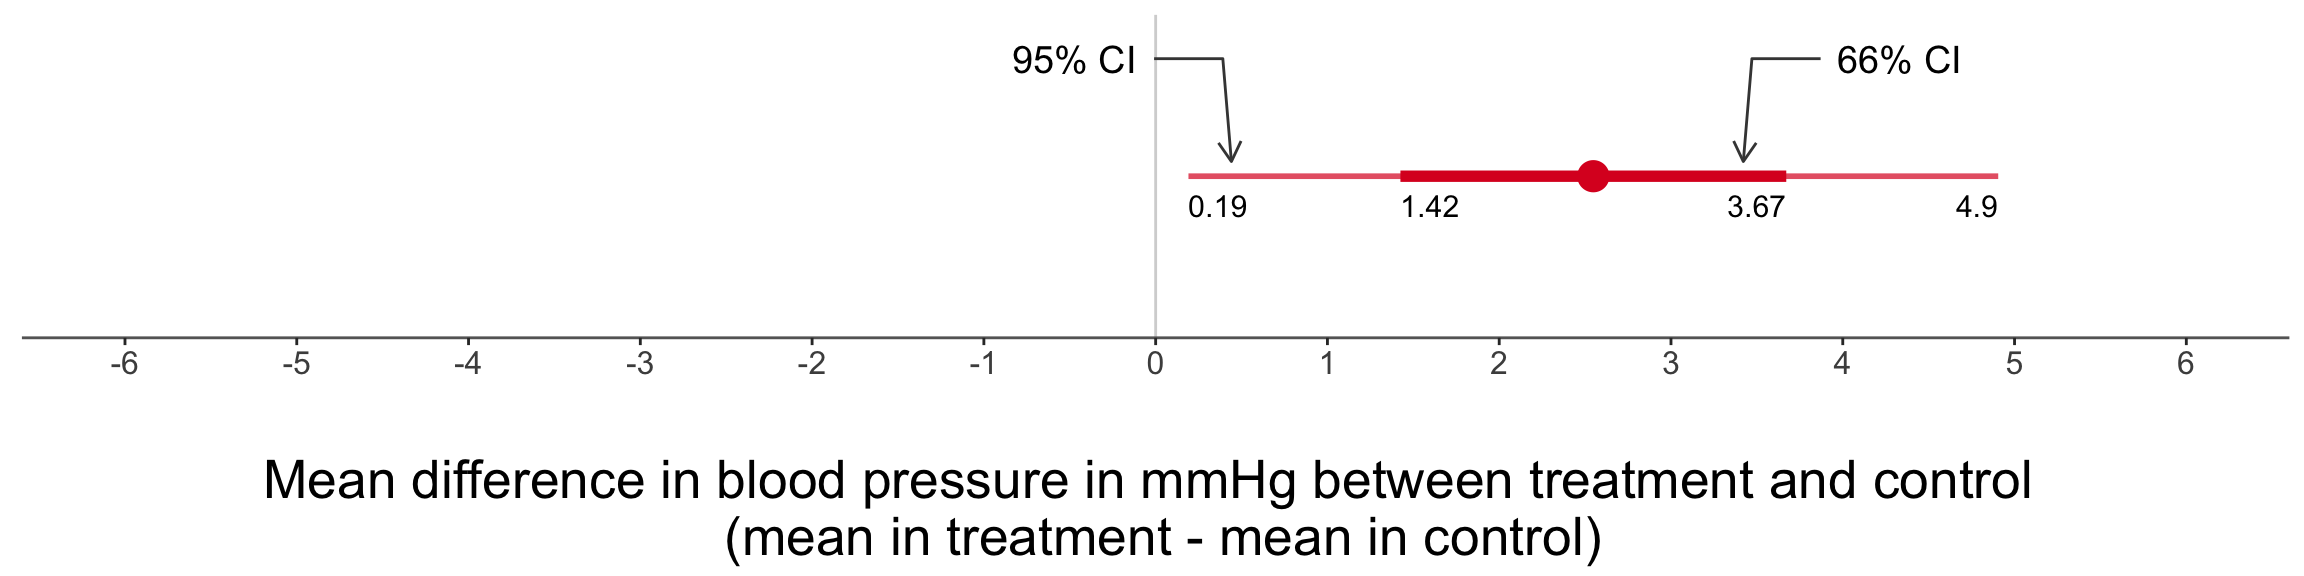 95% CI 66% CI
0.19 1.42 3.67 4.9
-6 -5 -4 -3 -2 -1 0 1 2 3 4 5 6
Mean difference in blood pressure in mmHg between treatment and control
(mean in treatment - mean in control)